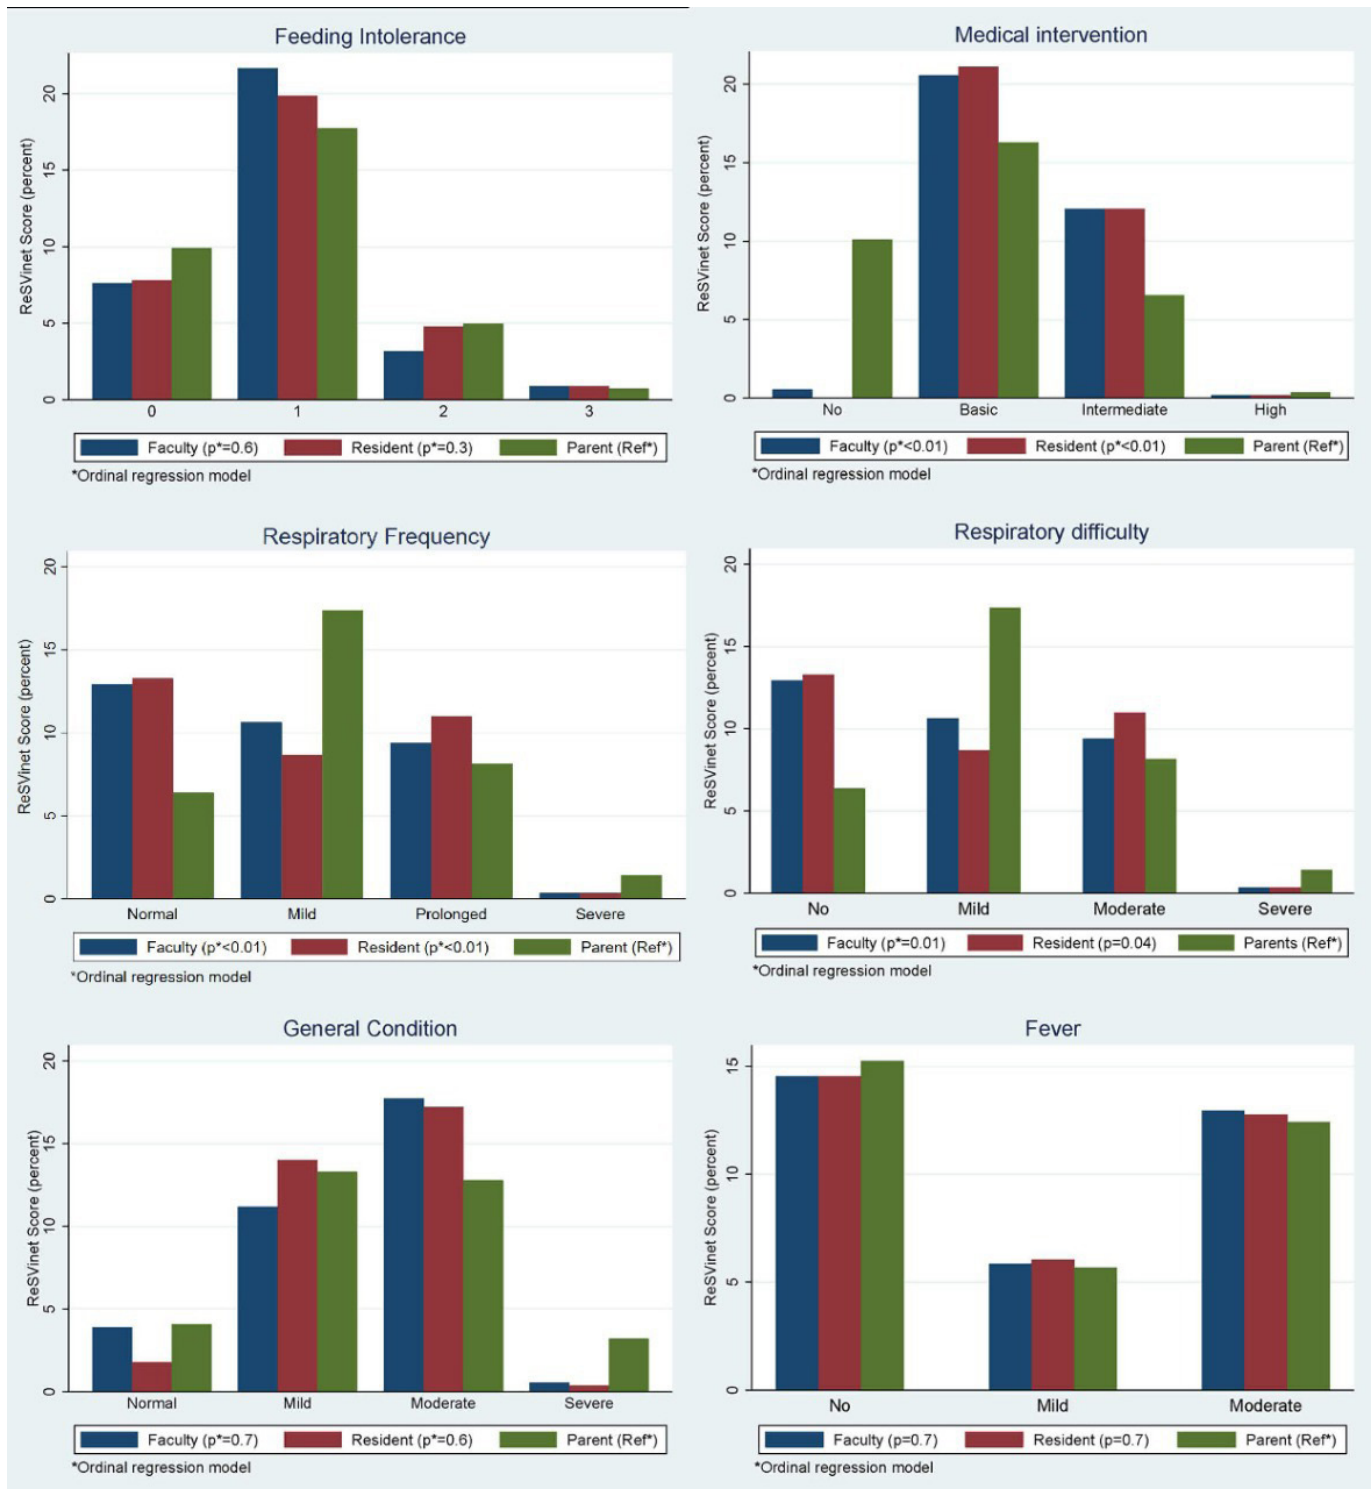 Feeding Intolerance
ReSVinet Score (percent)
20
15
10
5
0
0 1 2 3
Faculty (p*=0.6) Resident (p*=0.3) Parent (Ref*)
*Ordinal regression model
Medical intervention
ReSVinet Score (percent)
20
15
10
5
0
No Basic Intermediate High
Faculty (p*<0.01) Resident (p*<0.01) Parent (Ref*)
*Ordinal regression model
Respiratory Frequency
ReSVinet Score (percent)
20
15
10
5
0
Normal Mild Prolonged Severe
Faculty (p*<0.01) Resident (p*<0.01) Parent (Ref*)
*Ordinal regression model
Respiratory difficulty
ReSVinet Score (percent)
20
15
10
5
0
No Mild Moderate Severe
Faculty (p*=0.01) Resident (p=0.04) Parents (Ref*)
*Ordinal regression model
General Condition
ReSVinet Score (percent)
20
15
10
5
0
Normal Mild Moderate Severe
Faculty (p*=0.7) Resident (p*=0.6) Parent (Ref*)
*Ordinal regression model
Fever
ReSVinet Score (percent)
15
10
5
0
No Mild Moderate
Faculty (p=0.7) Resident (p=0.7) Parent (Ref*)
*Ordinal regression model